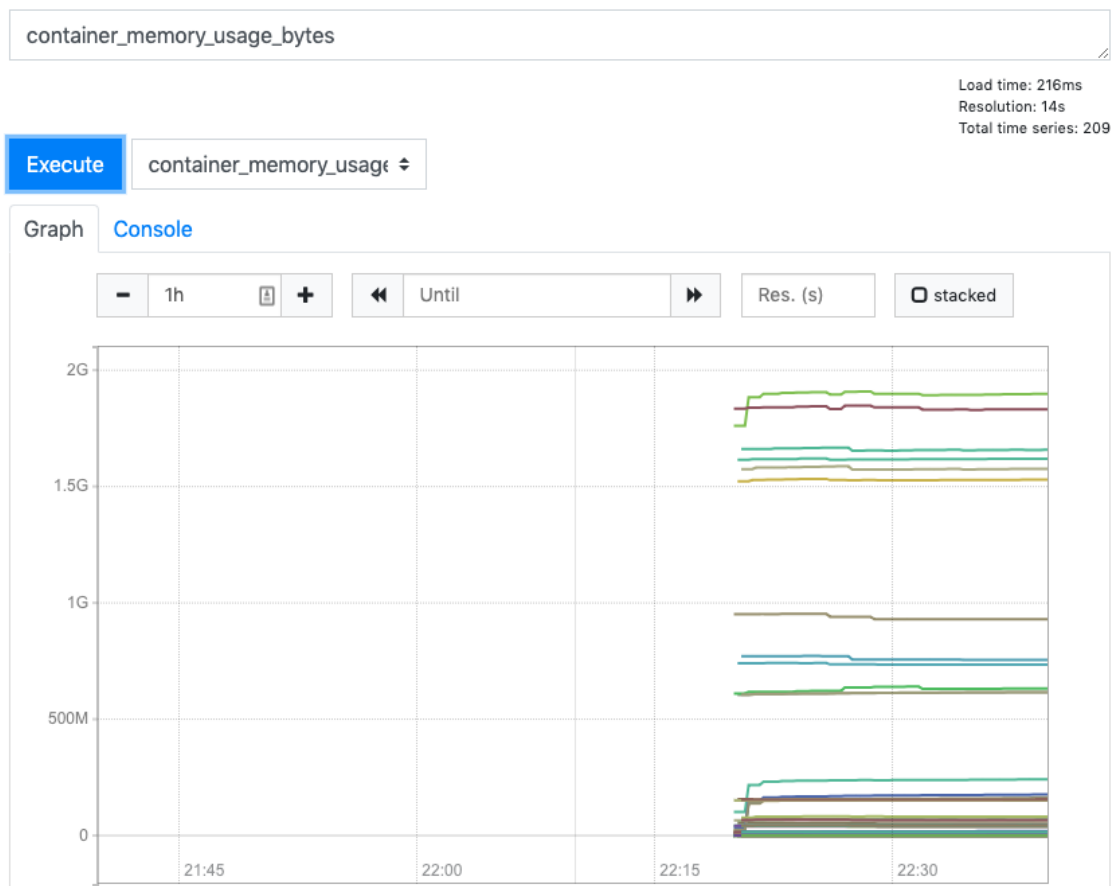 container_memory_usage_bytes
Load time: 216ms
Resolution: 14s
Total time series: 209
Execute
container_memory_usage
Graph
Console
1h
Until
Res. (s)
stacked
2G
1.5G
1G
500M
0
21:45
22:00
22:15
22:30